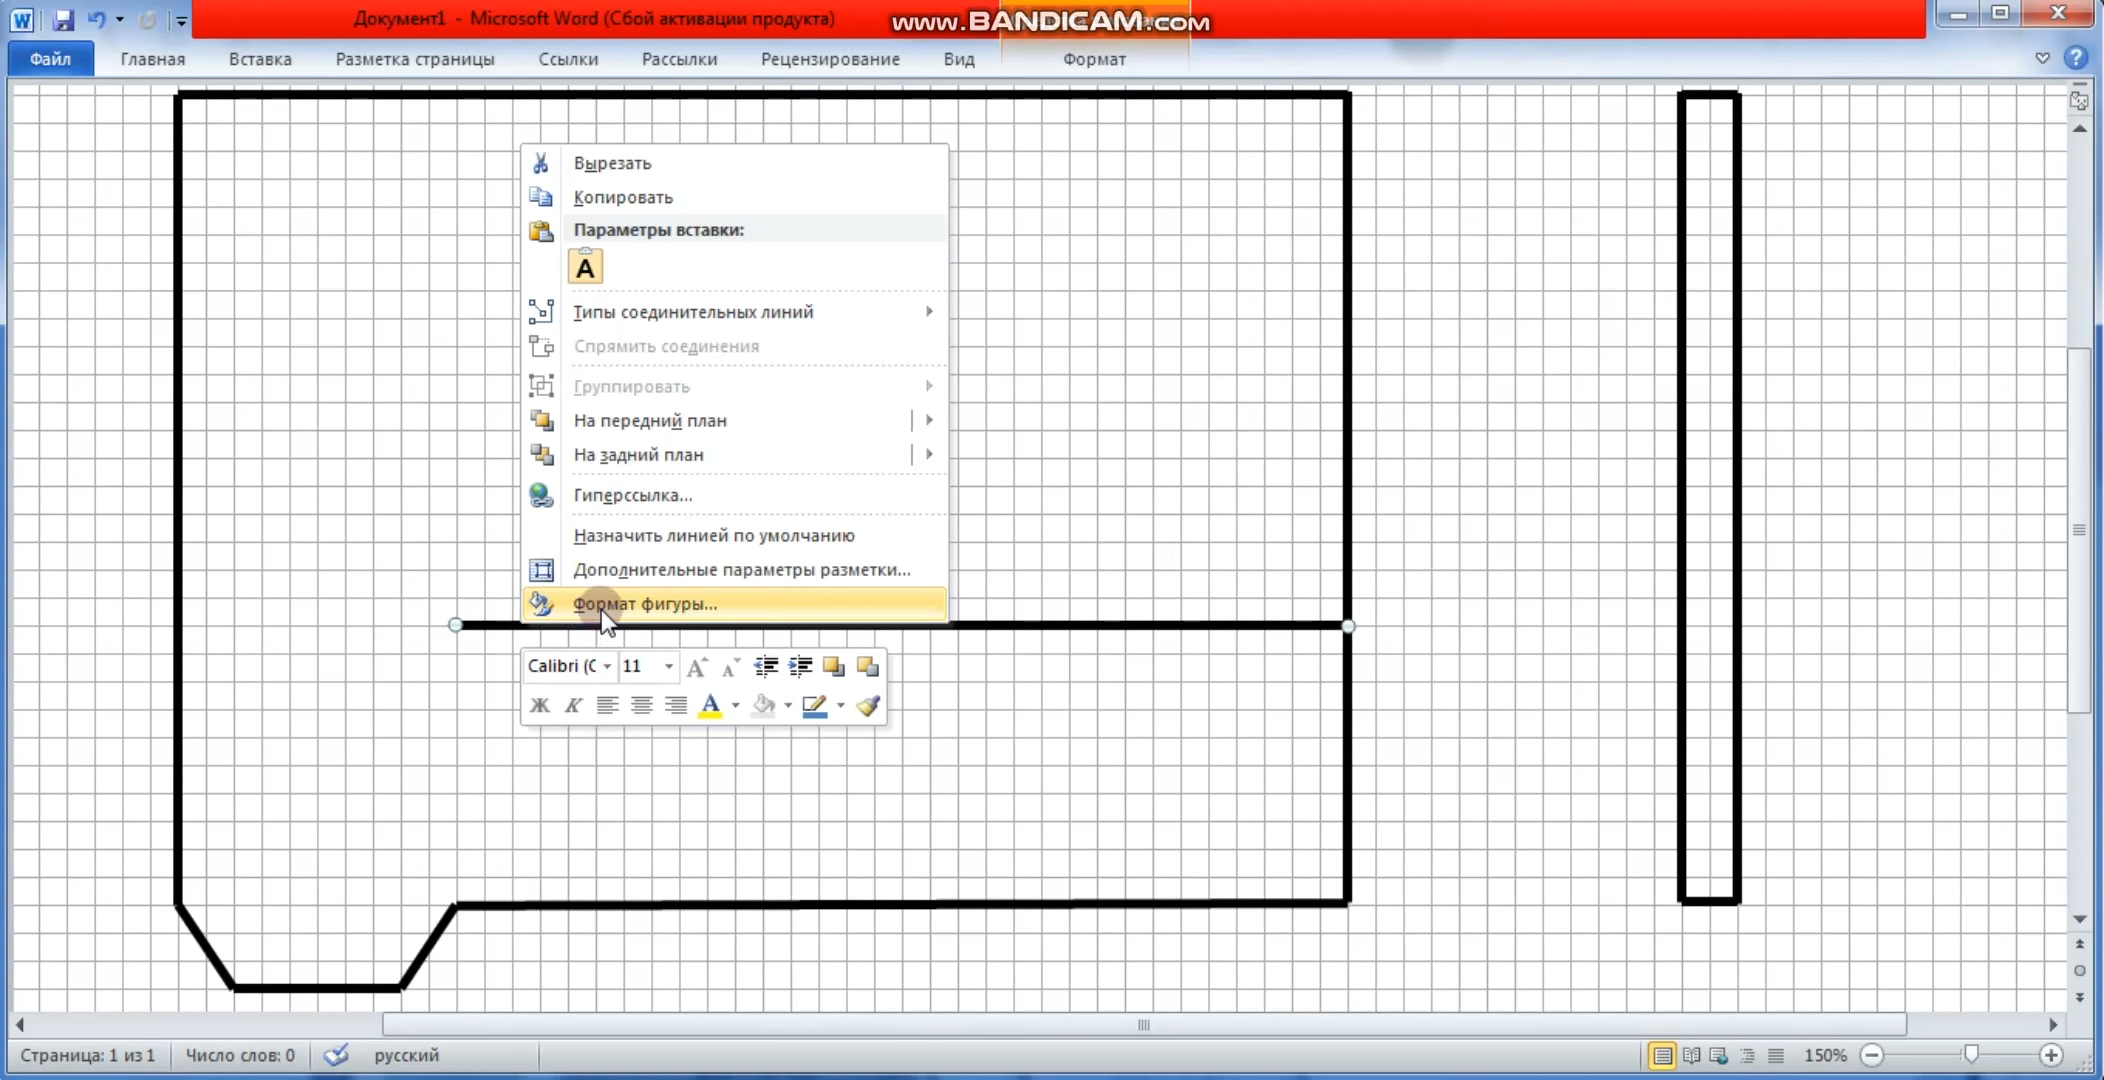 Документ1 - Microsoft Word (Сбой активации продукта)
www.BANDICAM.com
Файл Главная Вставка Разметка страницы Ссылки Рассылки Рецензирование Вид Формат
Вырезать
Копировать
Параметры вставки:
A
Типы соединительных линий
Спрямить соединения
Группировать
На передний план
На задний план
Гиперссылка...
Назначить линией по умолчанию
Дополнительные параметры разметки...
Формат фигуры...
Calibri (С 11 A A
Ж К A
Страница: 1 из 1 Число слов: 0 русский 150%